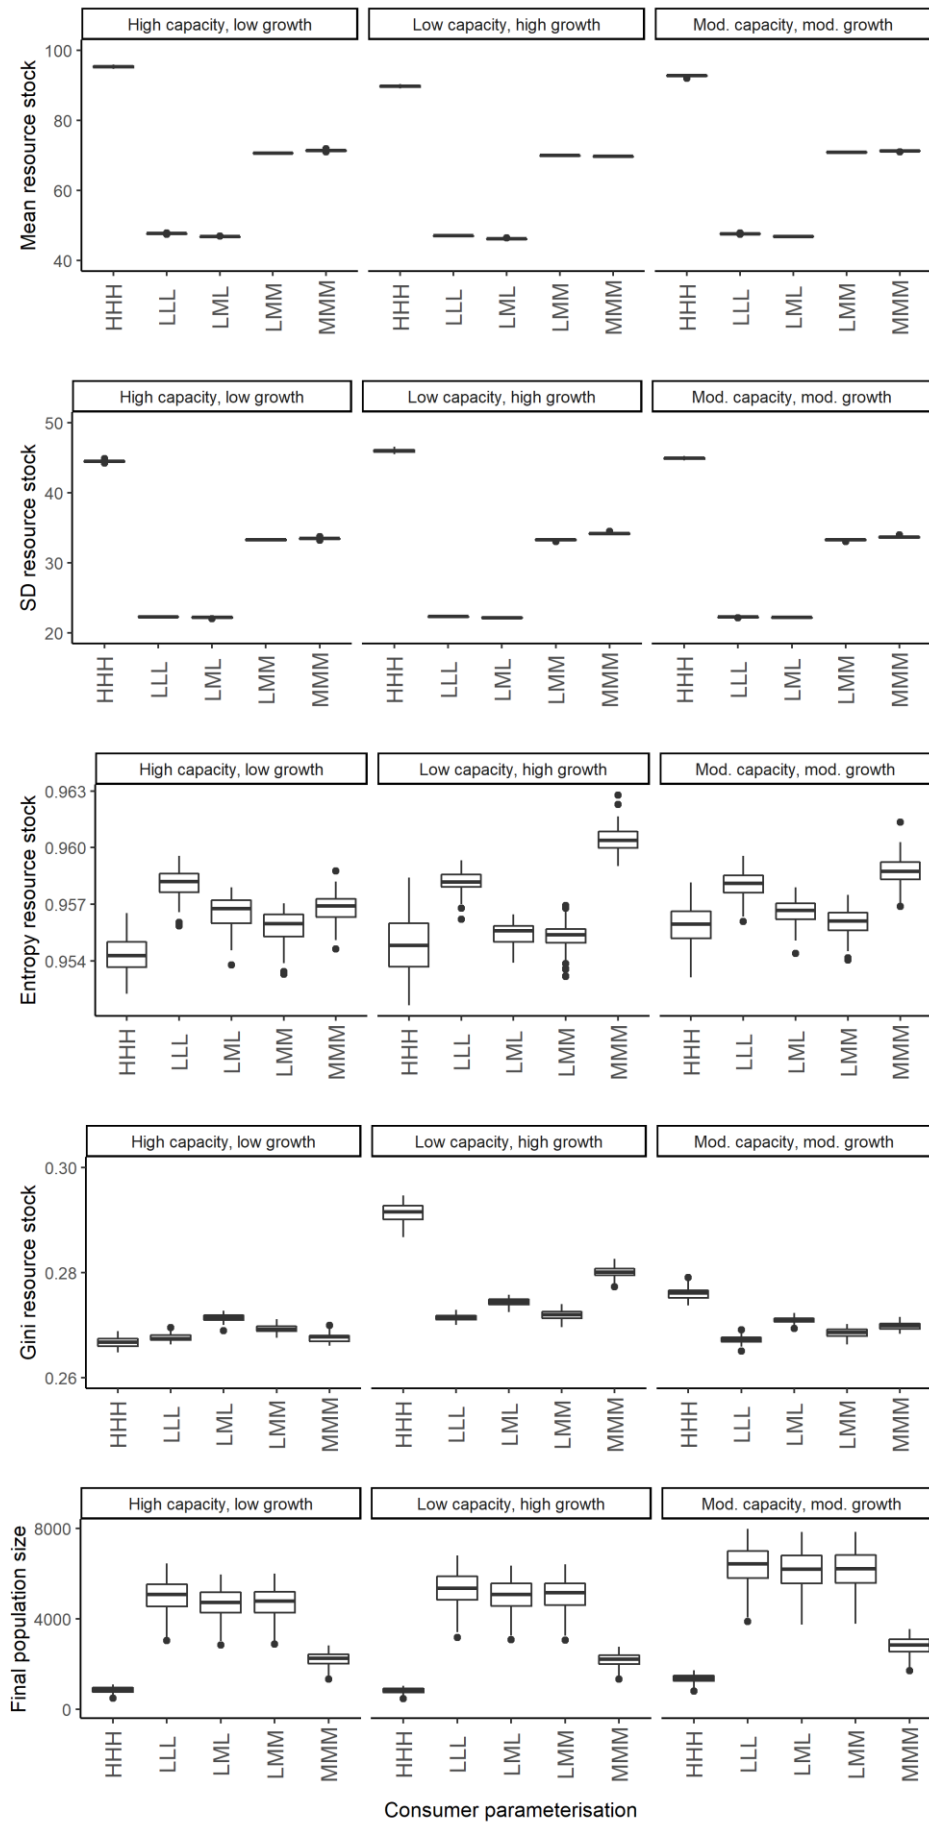 High capacity, low growth
Low capacity, high growth
Mod. capacity, mod. growth
Mean resource stock
100
80
60
40
HHH LLL LML LMM MMM HHH LLL LML LMM MMM HHH LLL LML LMM MMM
High capacity, low growth
Low capacity, high growth
Mod. capacity, mod. growth
SD resource stock
50
40
30
20
HHH LLL LML LMM MMM HHH LLL LML LMM MMM HHH LLL LML LMM MMM
High capacity, low growth
Low capacity, high growth
Mod. capacity, mod. growth
Entropy resource stock
0.963
0.960
0.957
0.954
HHH LLL LML LMM MMM HHH LLL LML LMM MMM HHH LLL LML LMM MMM
High capacity, low growth
Low capacity, high growth
Mod. capacity, mod. growth
Gini resource stock
0.30
0.28
0.26
HHH LLL LML LMM MMM HHH LLL LML LMM MMM HHH LLL LML LMM MMM
High capacity, low growth
Low capacity, high growth
Mod. capacity, mod. growth
Final population size
8000
4000
0
HHH LLL LML LMM MMM HHH LLL LML LMM MMM HHH LLL LML LMM MMM
Consumer parameterisation